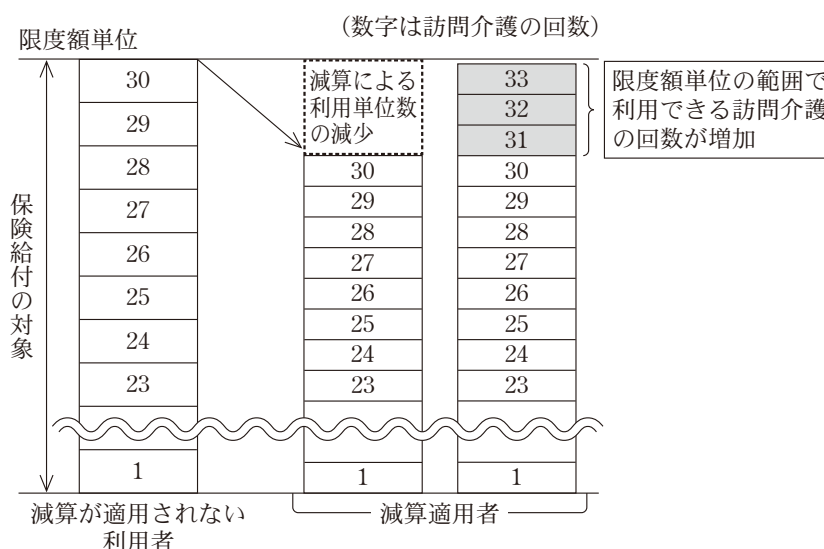 （数字は訪問介護の回数）
限度額単位
保険給付の対象
30
29
28
27
26
25
24
23
1
減算が適用されない
利用者
減算による
利用単位数
の減少
30
29
28
27
26
25
24
23
1
33
32
31
30
29
28
27
26
25
24
23
1
減算適用者
限度額単位の範囲で
利用できる訪問介護
の回数が増加